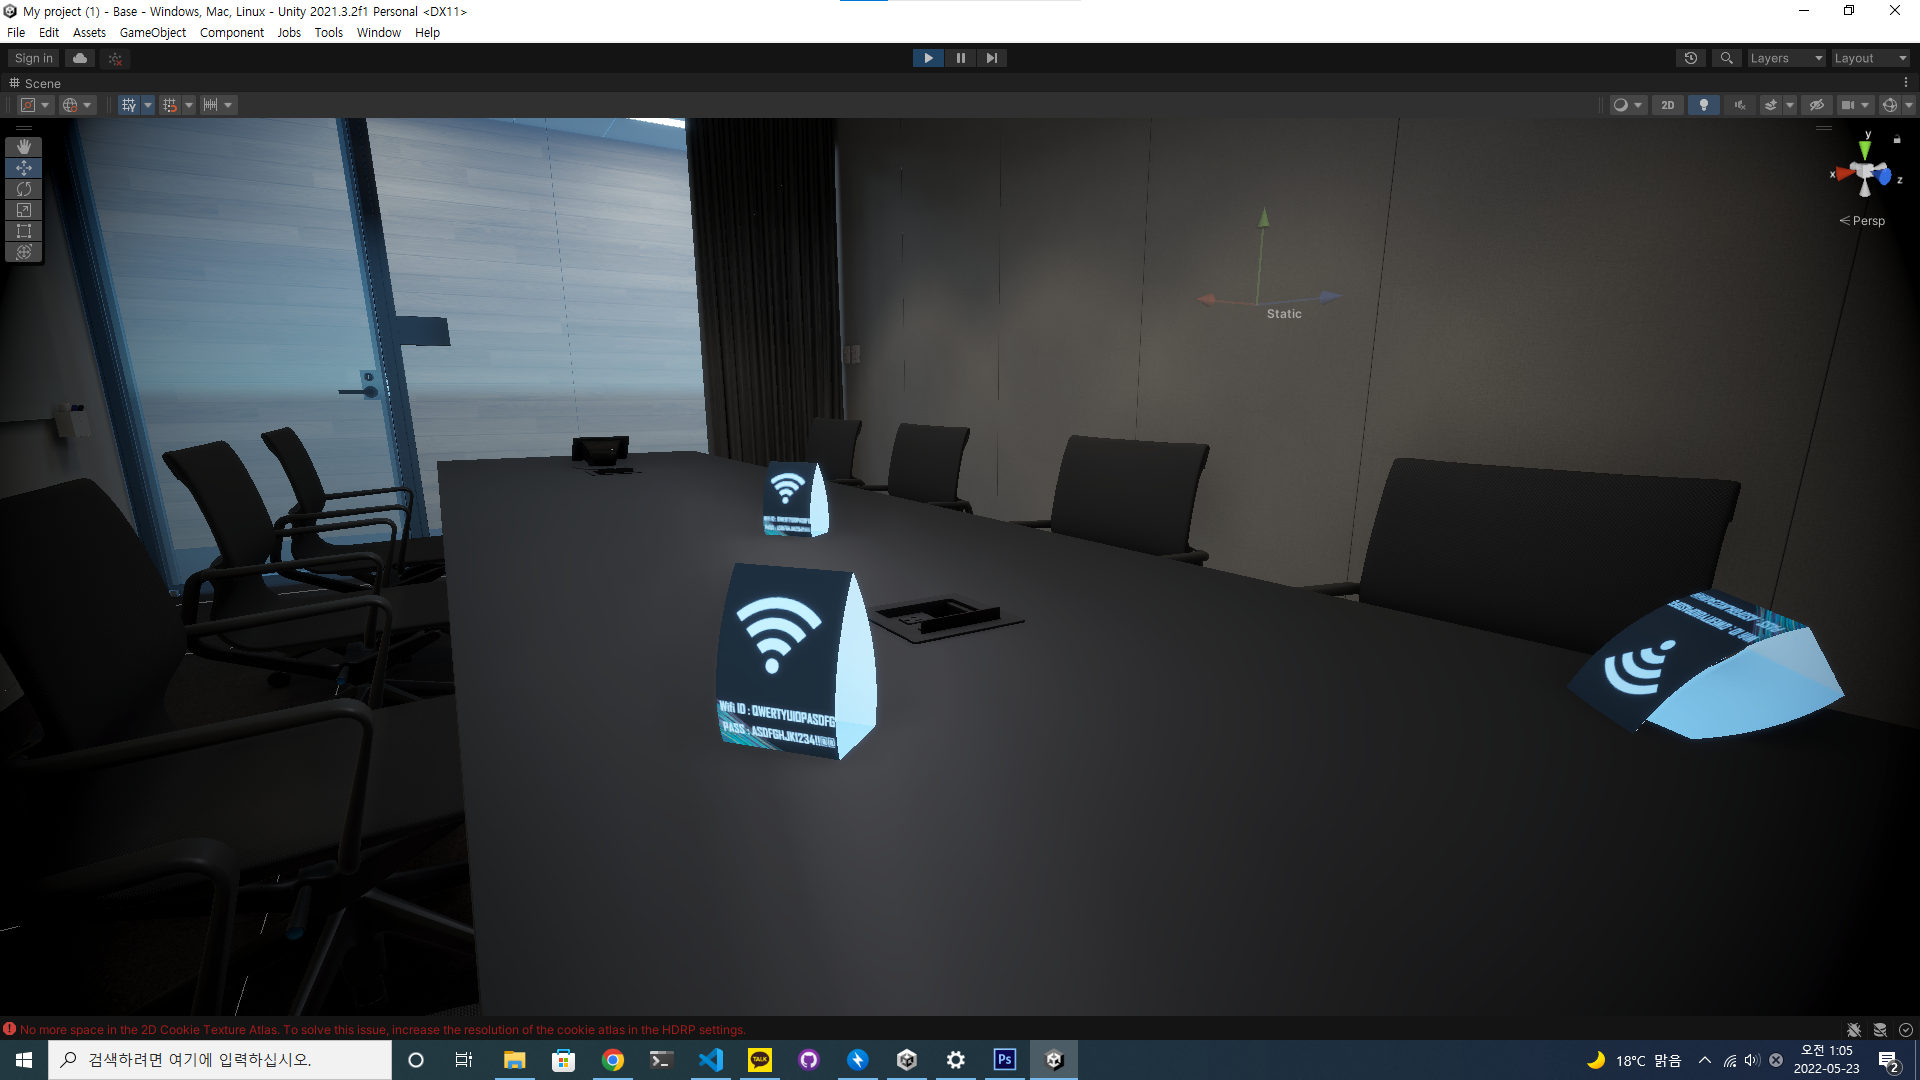 My project (1) - Base - Windows, Mac, Linux - Unity 2021.3.2f1 Personal <DX11>
File Edit Assets GameObject Component Jobs Tools Window Help
Sign in
Layers
Layout
Scene
2D
y
x
z
Persp
Static
Wifi ID : QWERTYUIOPASDFG
PASS : ASDFGHJK1234!!
No more space in the 2D Cookie Texture Atlas. To solve this issue, increase the resolution of the cookie atlas in the HDRP settings.
검색하려면 여기에 입력하십시오.
TALK
Ps
18°C 맑음
오전 1:05
2022-05-23
2